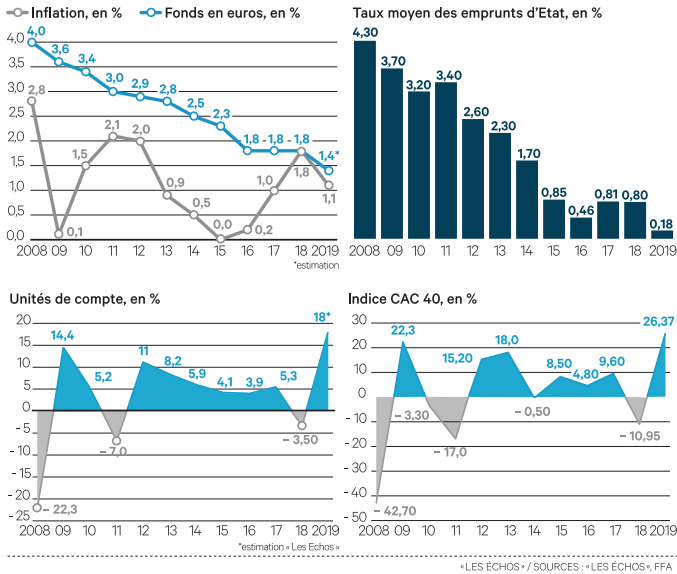 Inflation, en % Fonds en euros, en %
4,0 4,0
3,5 3,6
3,4
3,0 2,8 3,0 2,9 2,8
2,5 2,5 2,3
2,0 2,1 2,0 1,8 1,8 1,8
1,5 1,5 1,4*
1,0 0,9 1,0 1,8 1,1
0,5 0,5
0,0 0,1 0,0 0,2
2008 09 10 11 12 13 14 15 16 17 18 2019
*estimation
Taux moyen des emprunts d'Etat, en %
4,30 3,70 3,20 3,40 2,60 2,30 1,70 0,85 0,46 0,81 0,80 0,18
2008 09 10 11 12 13 14 15 16 17 18 2019
Unités de compte, en %
20 18*
15 14,4
10 11 8,2
5 5,2 5,9 4,1 3,9 5,3
0
- 5 - 3,50
- 10 - 7,0
- 15
- 20
- 25 - 22,3
2008 09 10 11 12 13 14 15 16 17 18 2019
*estimation « Les Echos »
Indice CAC 40, en %
30 26,37
20 22,3 18,0
10 15,20 8,50 4,80 9,60
0
- 10 - 3,30 - 0,50
- 20 - 17,0 - 10,95
- 30
- 40
- 50 - 42,70
2008 09 10 11 12 13 14 15 16 17 18 2019
« LES ÉCHOS » / SOURCES : « LES ÉCHOS », FFA